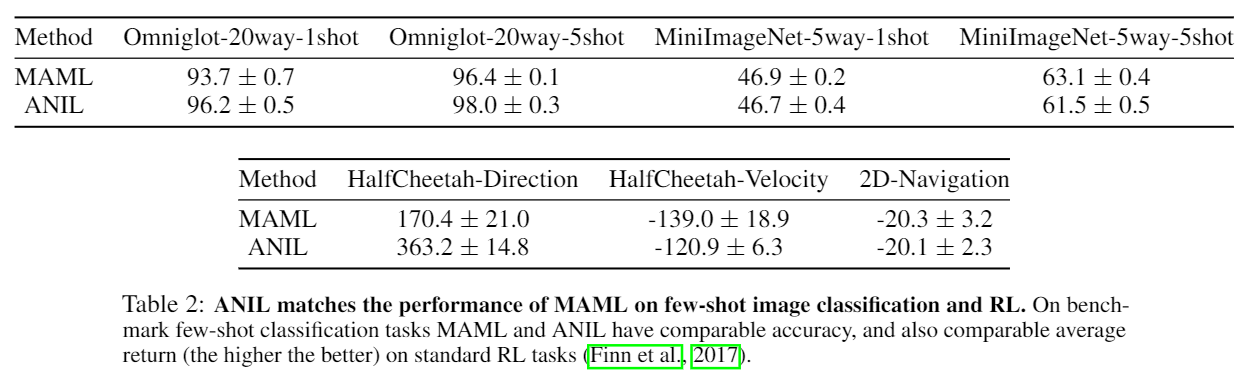 Method Omniglot-20way-1shot Omniglot-20way-5shot MiniImageNet-5way-1shot MiniImageNet-5way-5shot
MAML 93.7 ± 0.7 96.4 ± 0.1 46.9 ± 0.2 63.1 ± 0.4
ANIL 96.2 ± 0.5 98.0 ± 0.3 46.7 ± 0.4 61.5 ± 0.5
Method HalfCheetah-Direction HalfCheetah-Velocity 2D-Navigation
MAML 170.4 ± 21.0 -139.0 ± 18.9 -20.3 ± 3.2
ANIL 363.2 ± 14.8 -120.9 ± 6.3 -20.1 ± 2.3
Table 2: ANIL matches the performance of MAML on few-shot image classification and RL. On bench-
mark few-shot classification tasks MAML and ANIL have comparable accuracy, and also comparable average
return (the higher the better) on standard RL tasks (Finn et al., 2017).